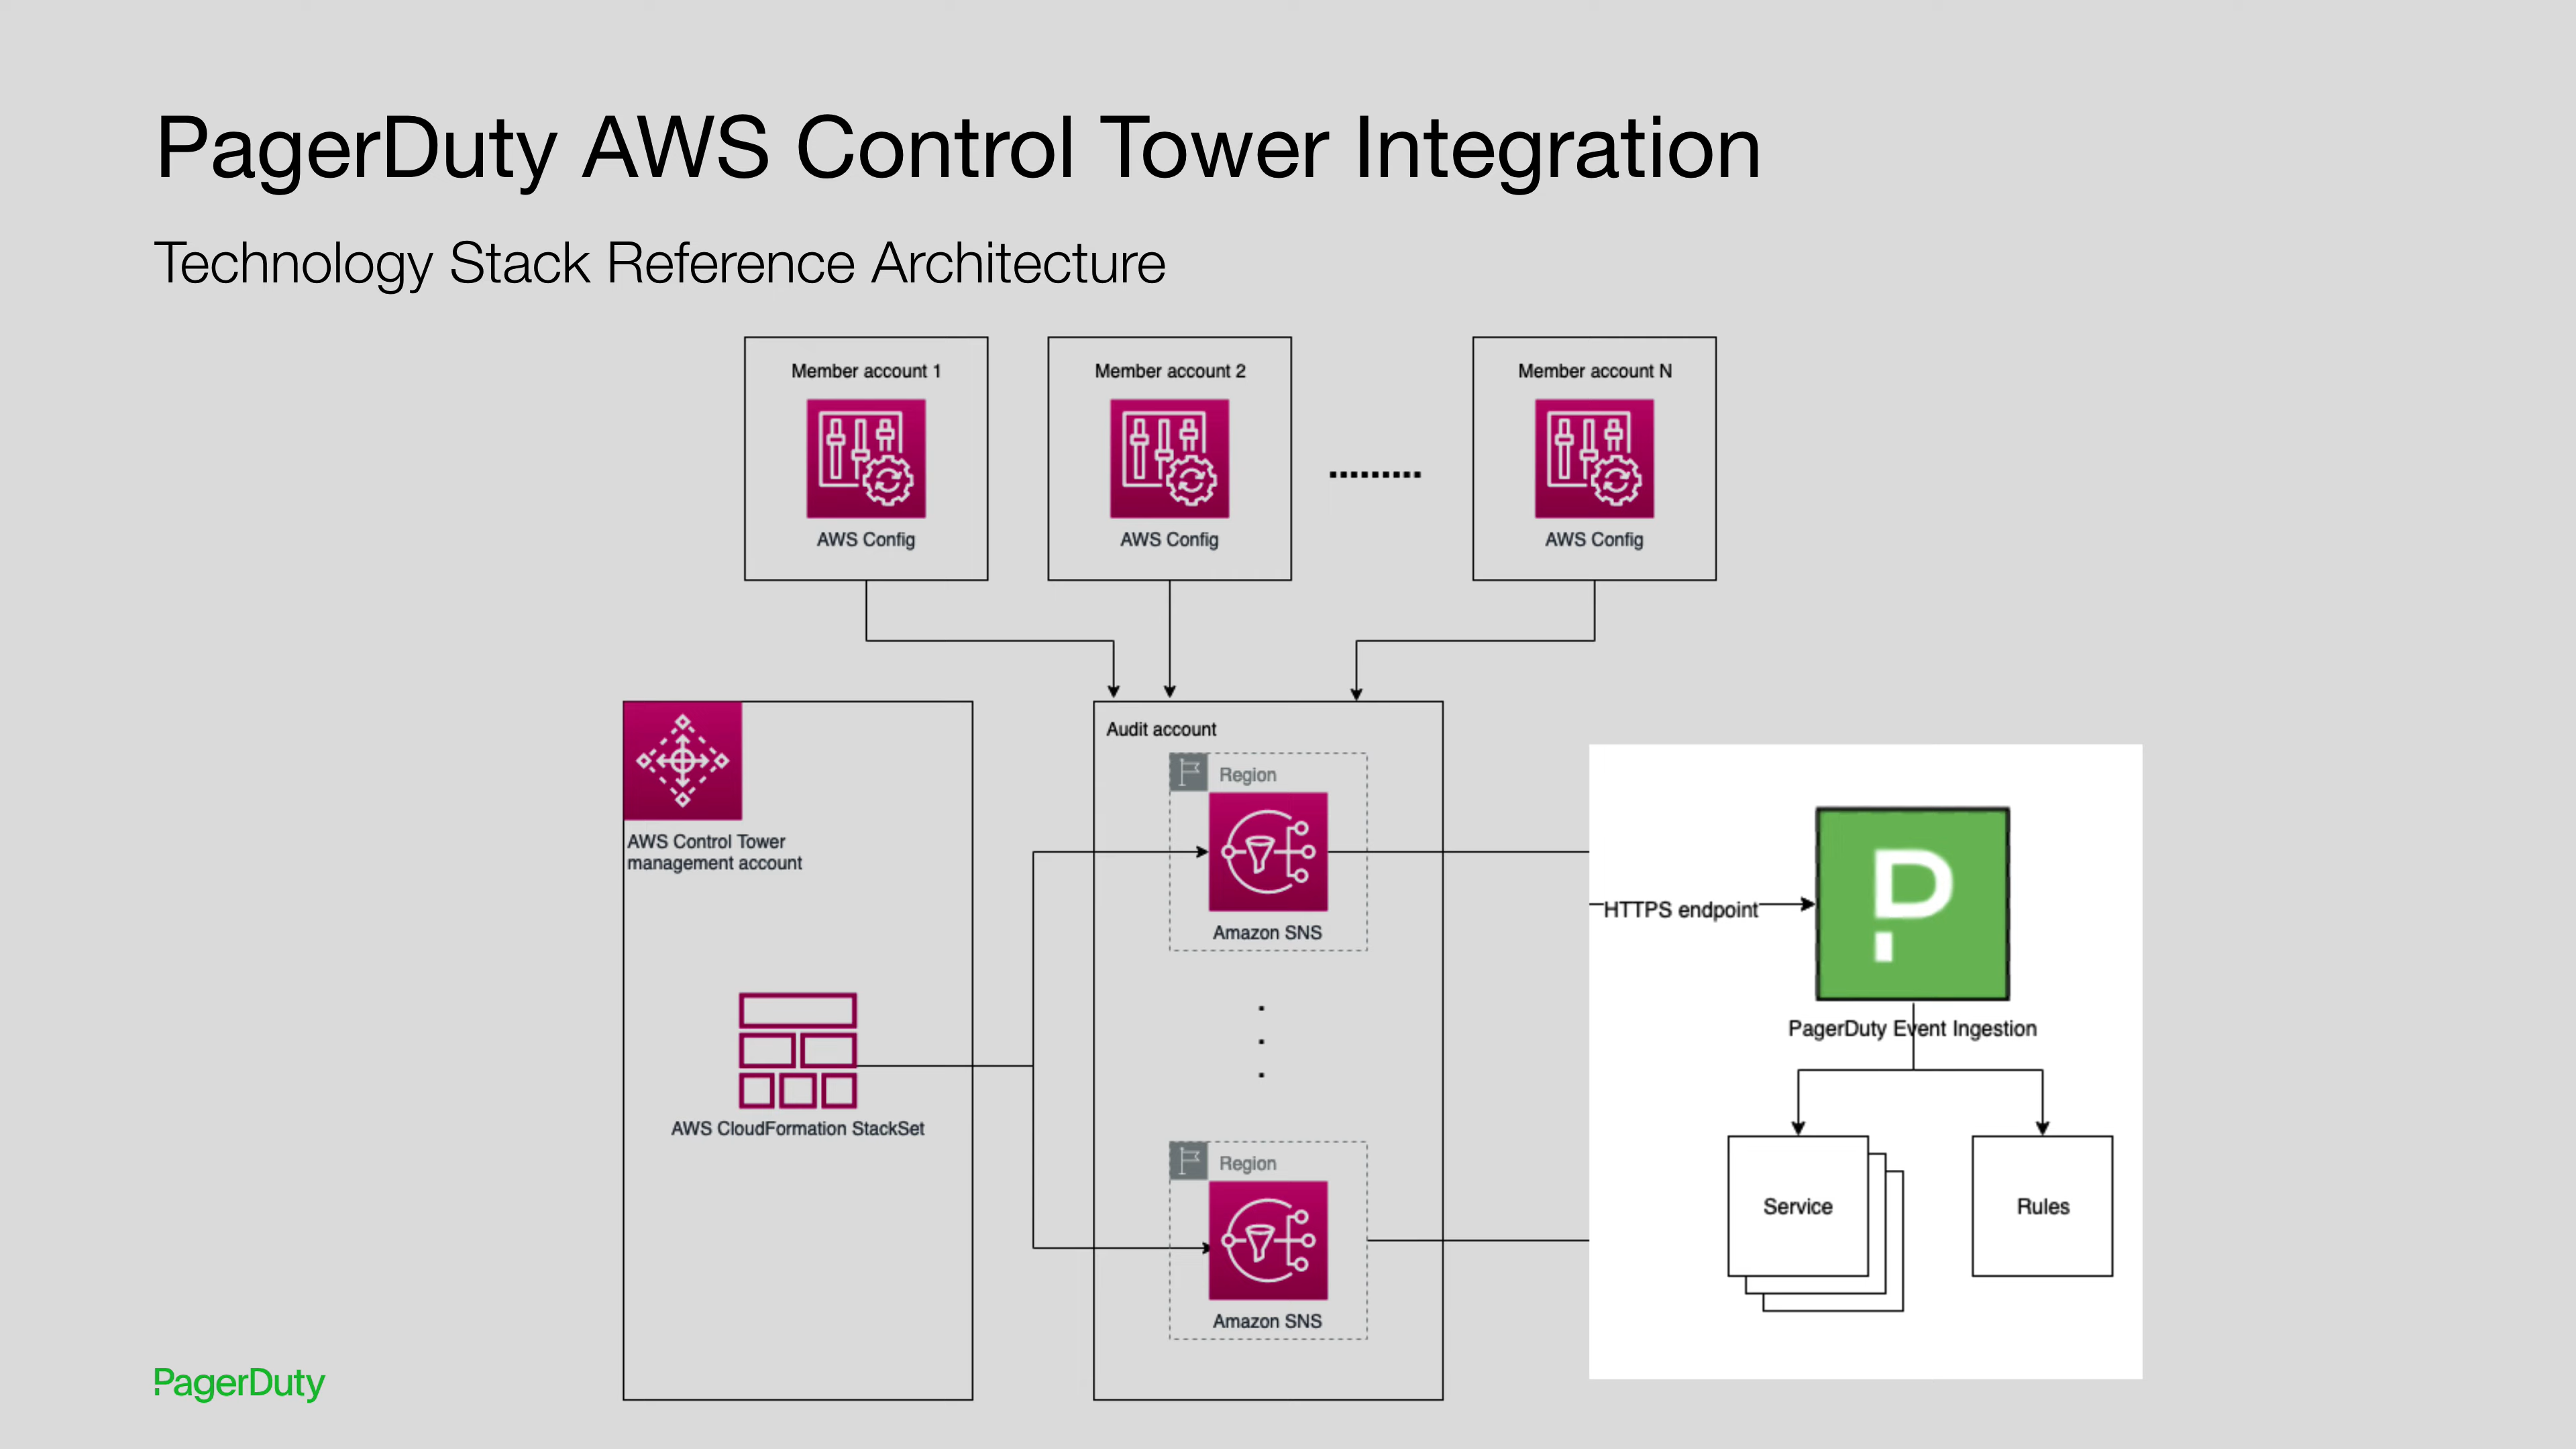 PagerDuty AWS Control Tower Integration
Technology Stack Reference Architecture
Member account 1
AWS Config
Member account 2
AWS Config
Member account N
AWS Config
AWS Control Tower
management account
AWS CloudFormation StackSet
Audit account
Region
Amazon SNS
Region
Amazon SNS
HTTPS endpoint
PagerDuty Event Ingestion
Service
Rules
PagerDuty